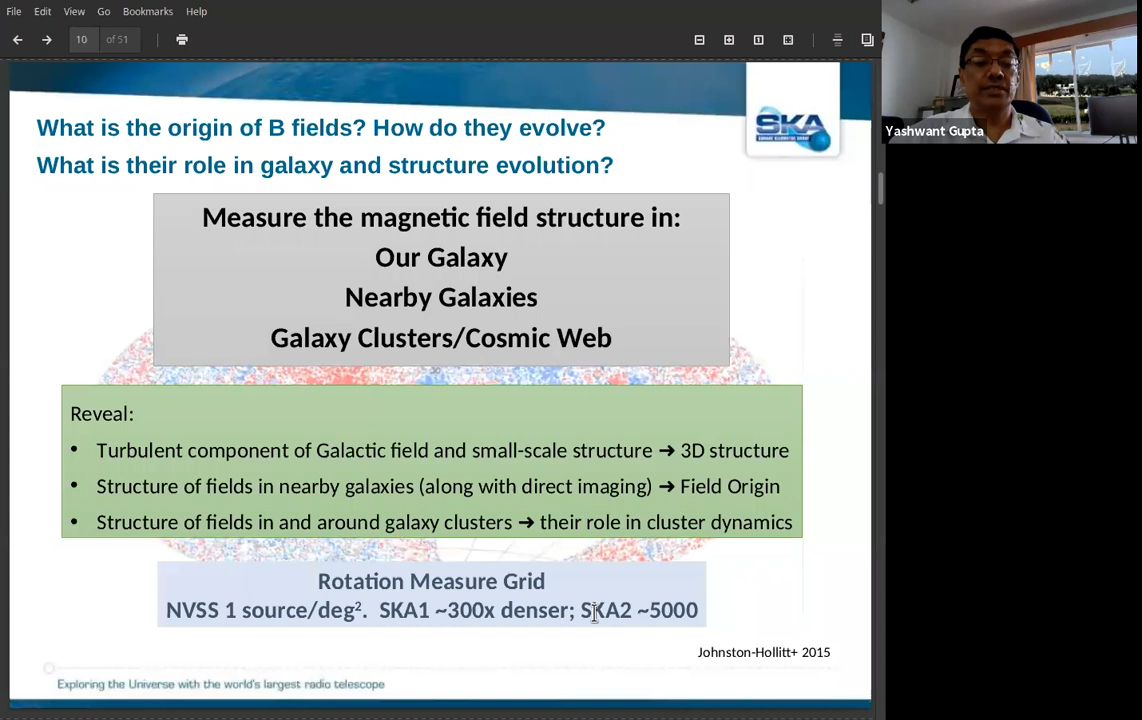 File Edit View Go Bookmarks Help
10 of 51
Yashwant Gupta
SKA
What is the origin of B fields? How do they evolve?
What is their role in galaxy and structure evolution?
Measure the magnetic field structure in:
Our Galaxy
Nearby Galaxies
Galaxy Clusters/Cosmic Web
Reveal:
• Turbulent component of Galactic field and small-scale structure ➜ 3D structure
• Structure of fields in nearby galaxies (along with direct imaging) ➜ Field Origin
• Structure of fields in and around galaxy clusters ➜ their role in cluster dynamics
Rotation Measure Grid
NVSS 1 source/deg². SKA1 ~300x denser; SKA2 ~5000
Johnston-Hollitt+ 2015
Exploring the Universe with the world's largest radio telescope